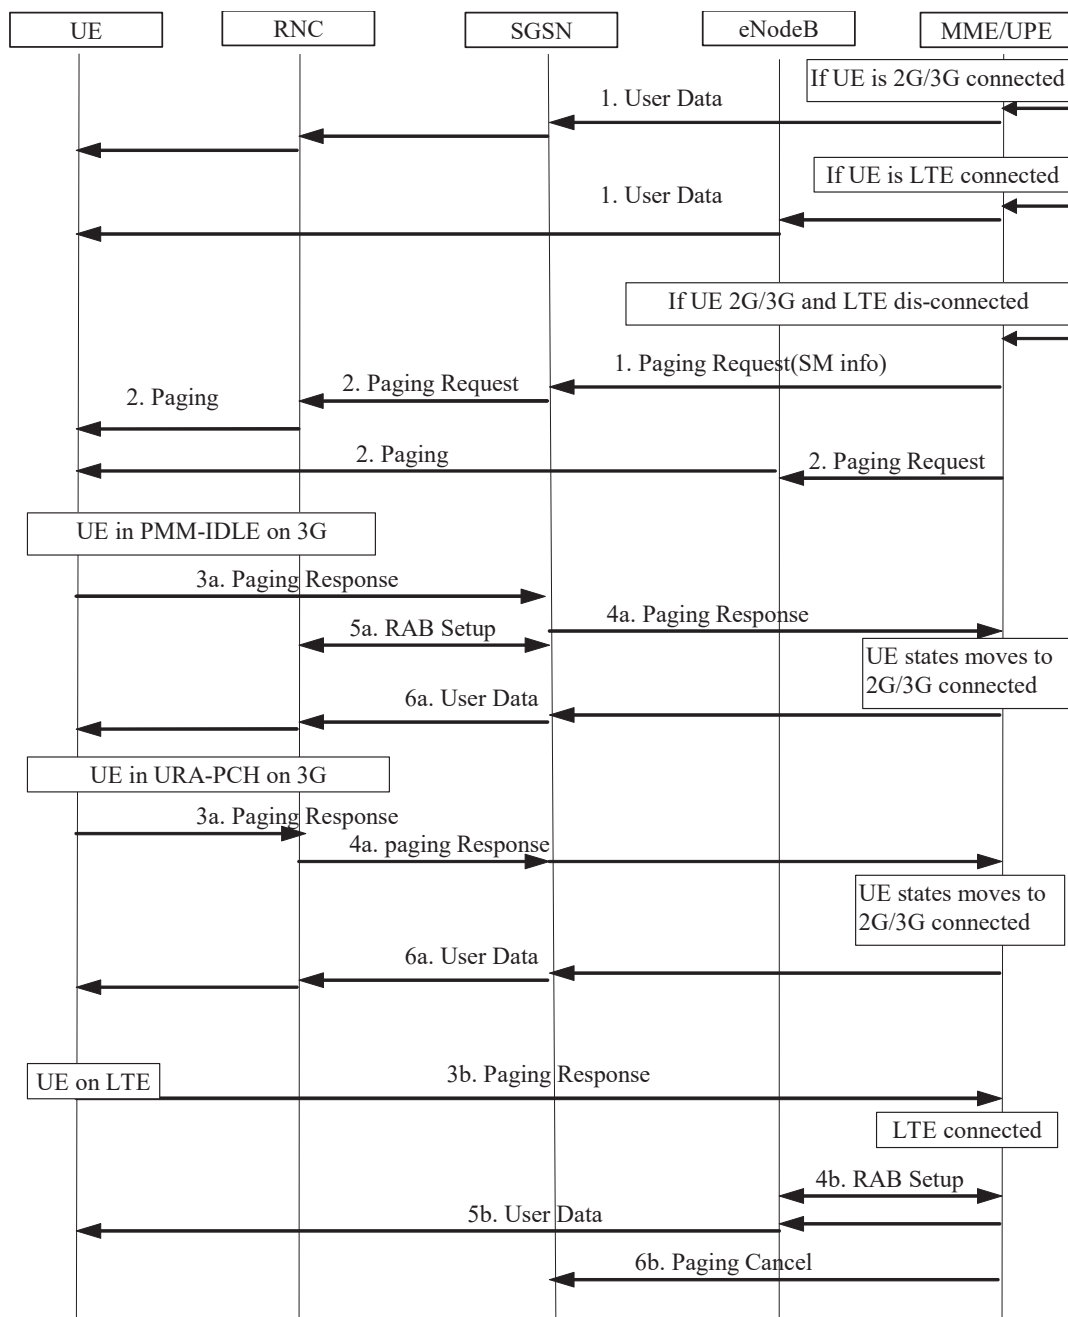 UE RNC SGSN eNodeB MME/UPE
If UE is 2G/3G connected
1. User Data
If UE is LTE connected
1. User Data
If UE 2G/3G and LTE dis-connected
1. Paging Request(SM info)
2. Paging Request
2. Paging
2. Paging
2. Paging Request
UE in PMM-IDLE on 3G
3a. Paging Response
4a. Paging Response
5a. RAB Setup
UE states moves to
2G/3G connected
6a. User Data
UE in URA-PCH on 3G
3a. Paging Response
4a. paging Response
UE states moves to
2G/3G connected
6a. User Data
3b. Paging Response
UE on LTE
LTE connected
4b. RAB Setup
5b. User Data
6b. Paging Cancel